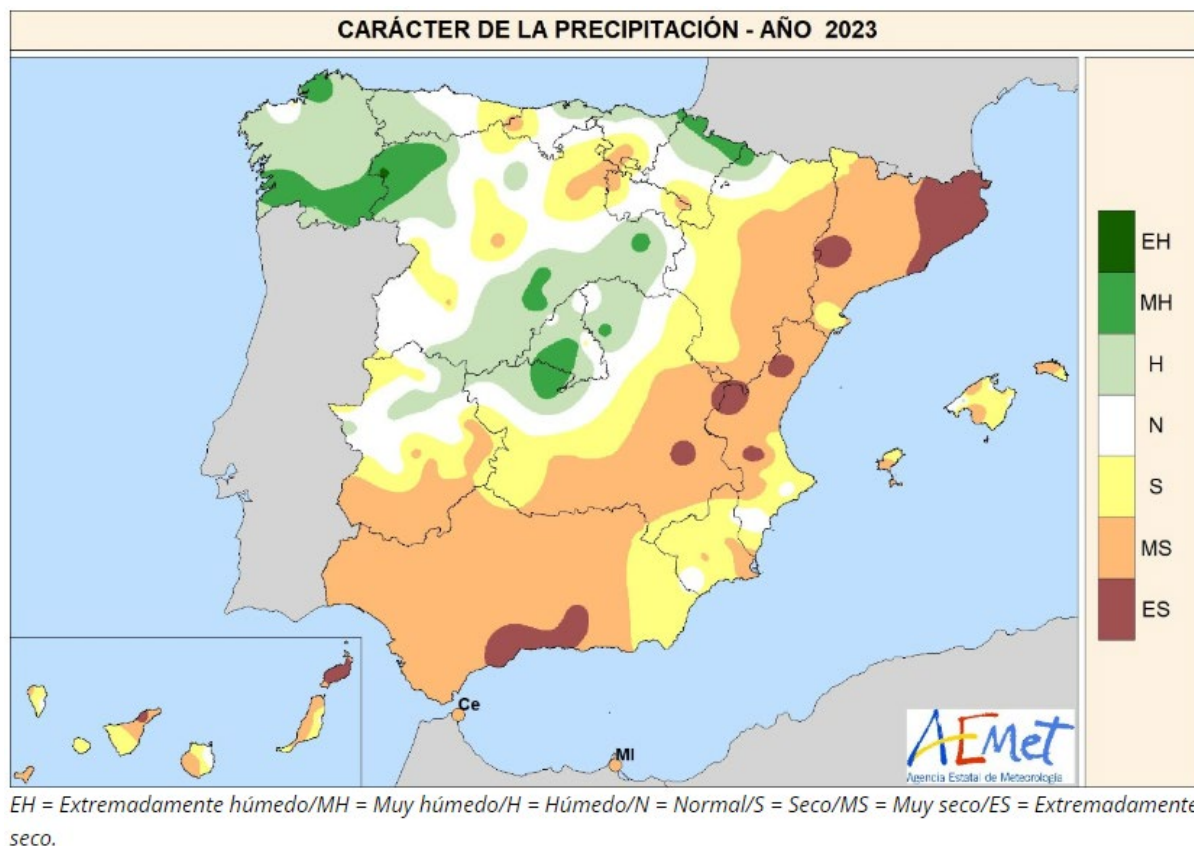 CARÁCTER DE LA PRECIPITACIÓN - AÑO 2023
EH
MH
H
N
S
MS
ES
Ce
Ml
AEMet
Agencia Estatal de Meteorología
EH = Extremadamente húmedo/MH = Muy húmedo/H = Húmedo/N = Normal/S = Seco/MS = Muy seco/ES = Extremadamente
seco.